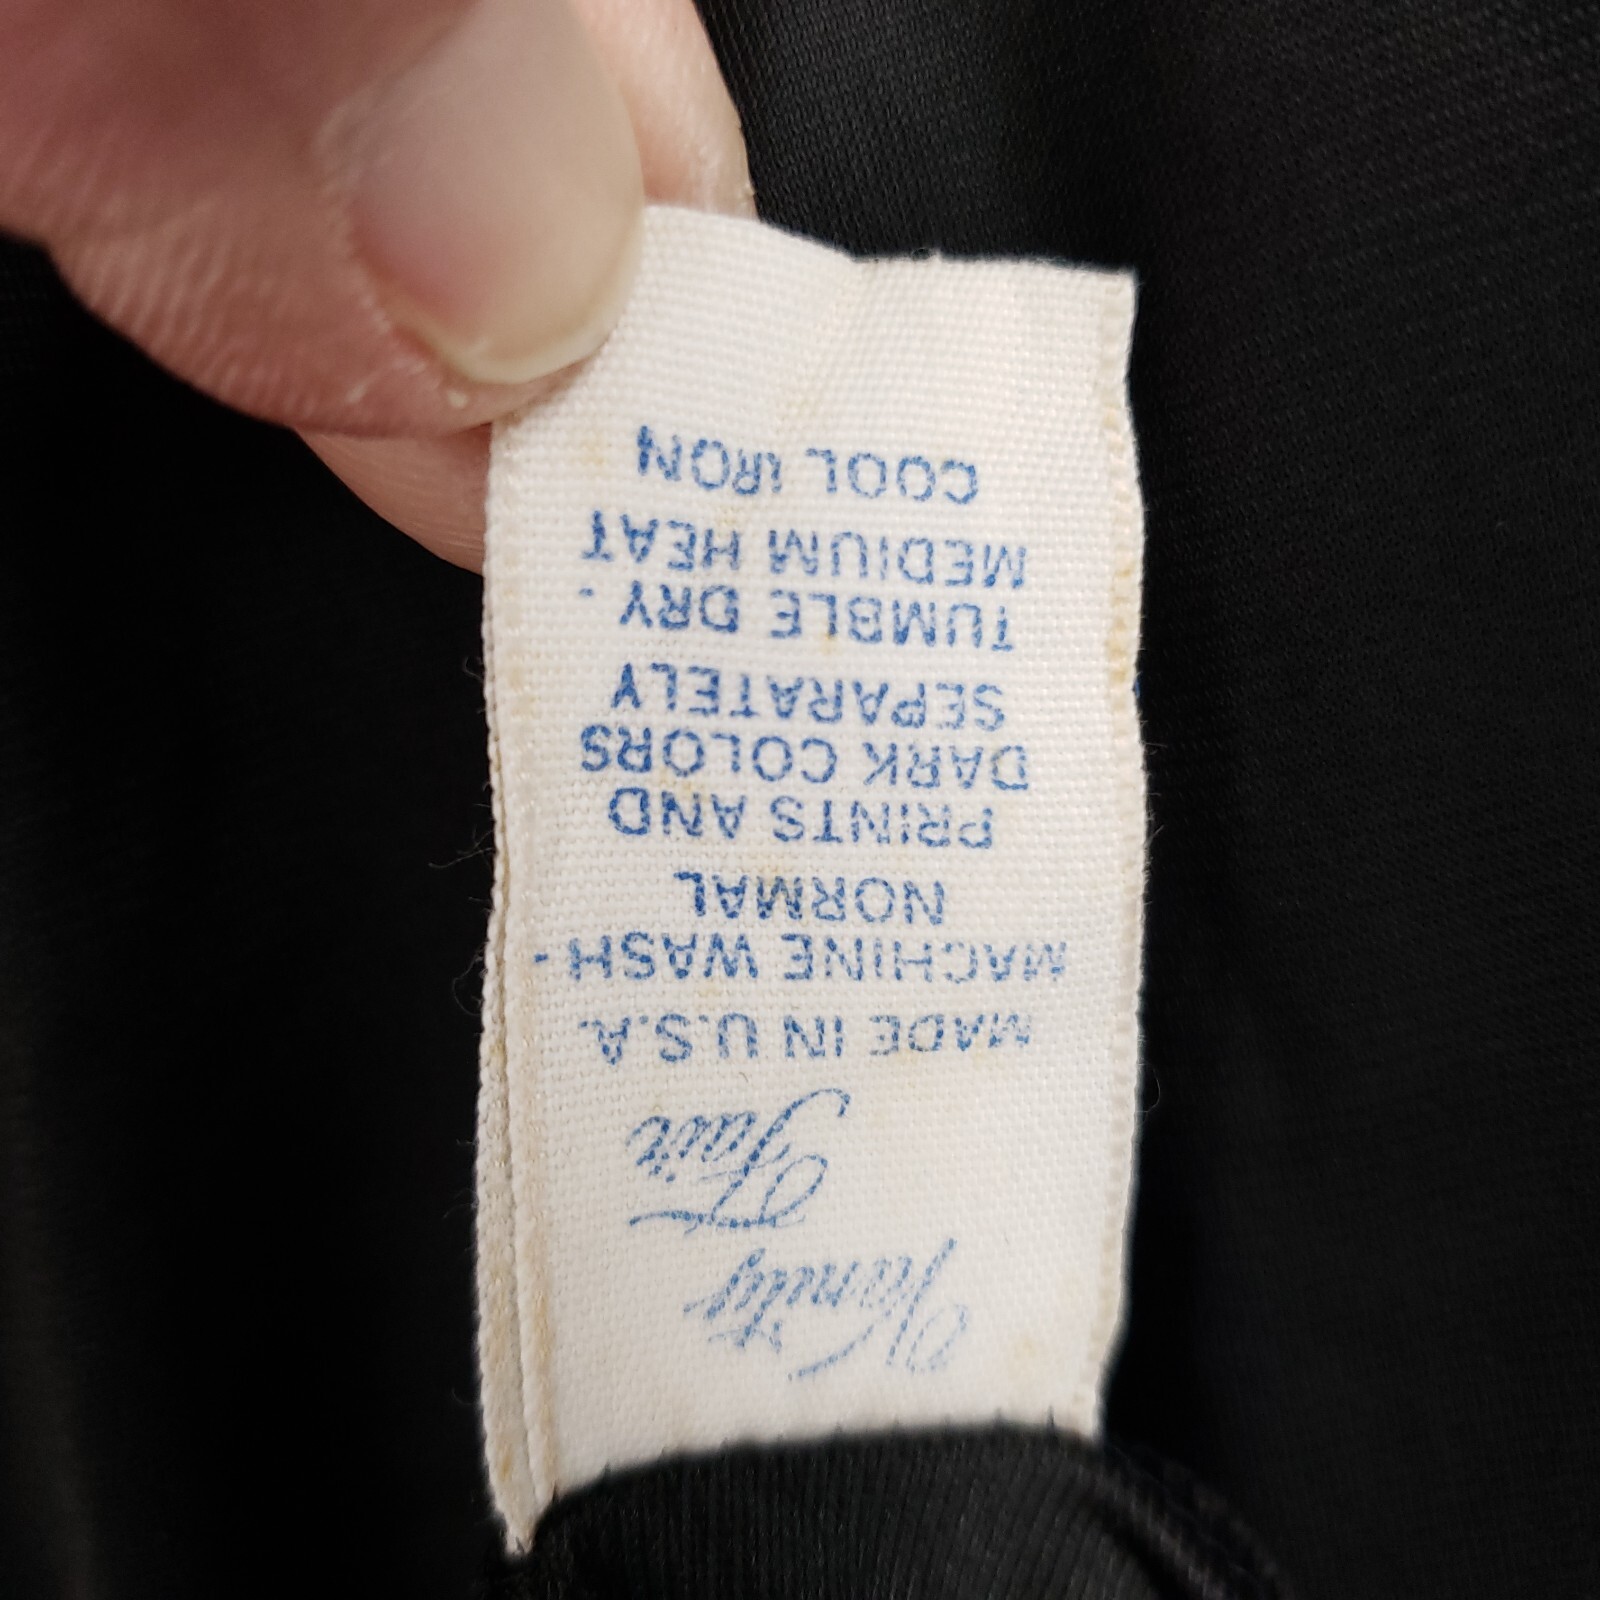 Vanity
Fair
MADE IN U.S.A.
MACHINE WASH -
NORMAL
PRINTS AND
DARK COLORS
SEPARATELY
TUMBLE DRY -
MEDIUM HEAT
COOL IRON